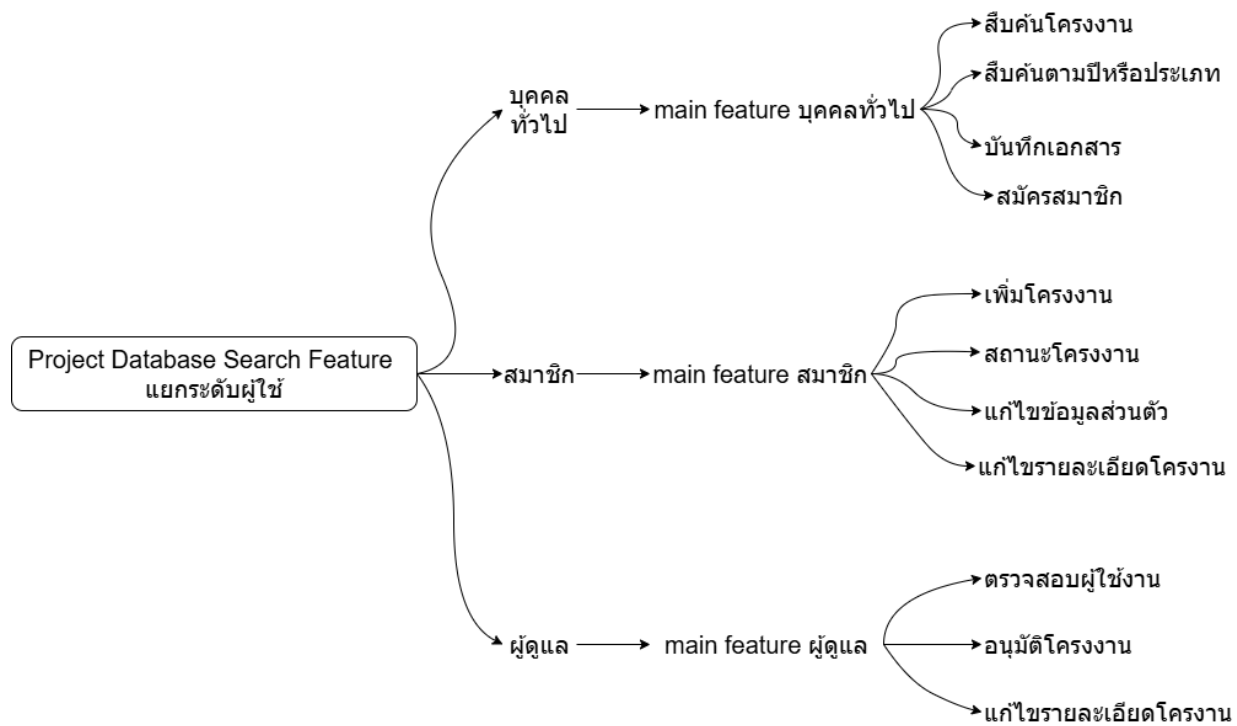 สืบค้นโครงงาน
สืบค้นตามปีหรือประเภท
บุคคล
ทั่วไป
main feature บุคคลทั่วไป
บันทึกเอกสาร
สมัครสมาชิก
เพิ่มโครงงาน
Project Database Search Feature
แยกระดับผู้ใช้
สมาชิก
main feature สมาชิก
สถานะโครงงาน
แก้ไขข้อมูลส่วนตัว
แก้ไขรายละเอียดโครงาน
ตรวจสอบผู้ใช้งาน
ผู้ดูแล
main feature ผู้ดูแล
อนุมัติโครงงาน
แก้ไขรายละเอียดโครงาน